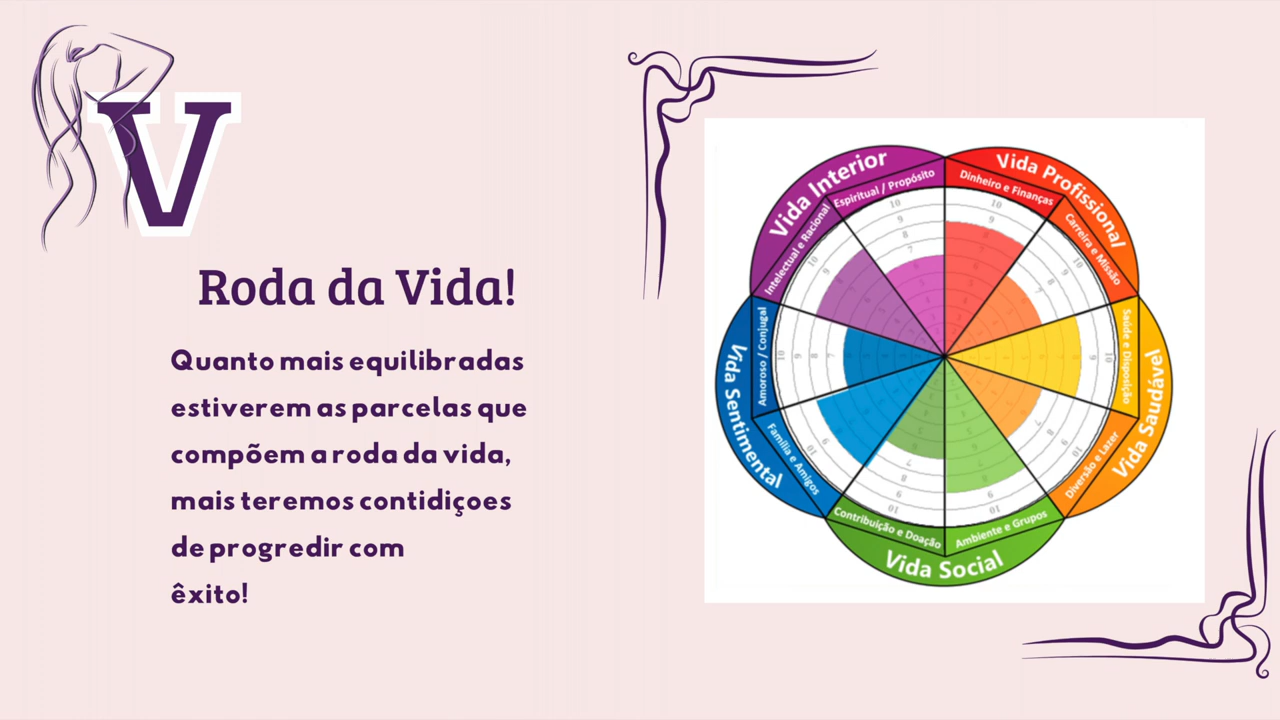 V
Roda da Vida!
Quanto mais equilibradas
estiverem as parcelas que
compõem a roda da vida,
mais teremos contidiçoes
de progredir com
êxito!
Vida Interior
Espiritual / Propósito
Intelectual e Racional
Vida Profissional
Dinheiro e Finanças
Carreira e Missão
Vida Saudável
Saúde e Disposição
Diversão e Lazer
Vida Social
Ambiente e Grupos
Contribuição e Doação
Vida Sentimental
Família e Amigos
Amoroso / Conjugal